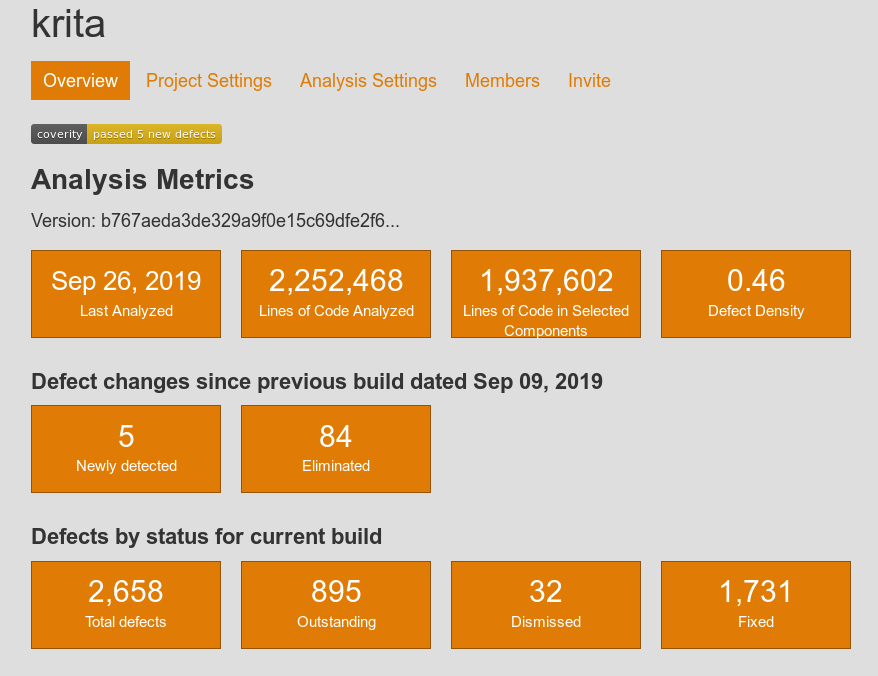 krita
Overview Project Settings Analysis Settings Members Invite
coverity passed 5 new defects
Analysis Metrics
Version: b767aeda3de329a9f0e15c69dfe2f6...
Sep 26, 2019 2,252,468 1,937,602 0.46
Last Analyzed Lines of Code Analyzed Lines of Code in Selected Defect Density
Components
Defect changes since previous build dated Sep 09, 2019
5 84
Newly detected Eliminated
Defects by status for current build
2,658 895 32 1,731
Total defects Outstanding Dismissed Fixed